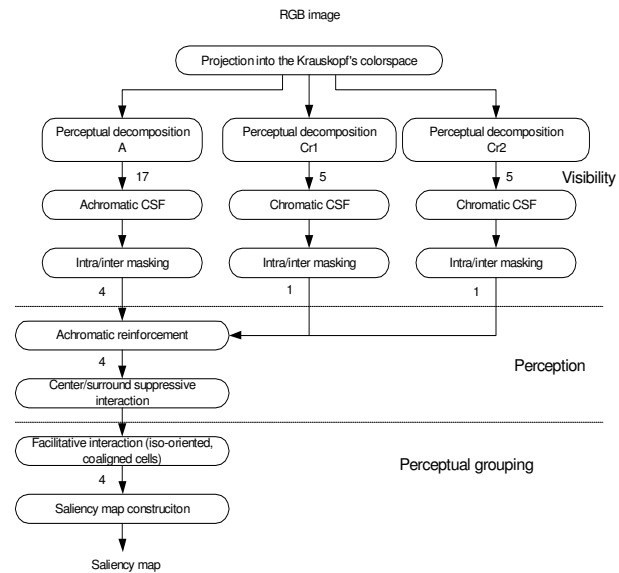 RGB image
Projection into the Krauskopf's colorspace
Perceptual decomposition
A
Perceptual decomposition
Cr1
Perceptual decomposition
Cr2
17
5
5
Visibility
Achromatic CSF
Chromatic CSF
Chromatic CSF
Intra/inter masking
Intra/inter masking
Intra/inter masking
4
1
1
Achromatic reinforcement
4
Perception
Center/surround suppressive
interaction
Facilitative interaction (iso-oriented,
coaligned cells)
Perceptual grouping
4
Saliency map construciton
Saliency map